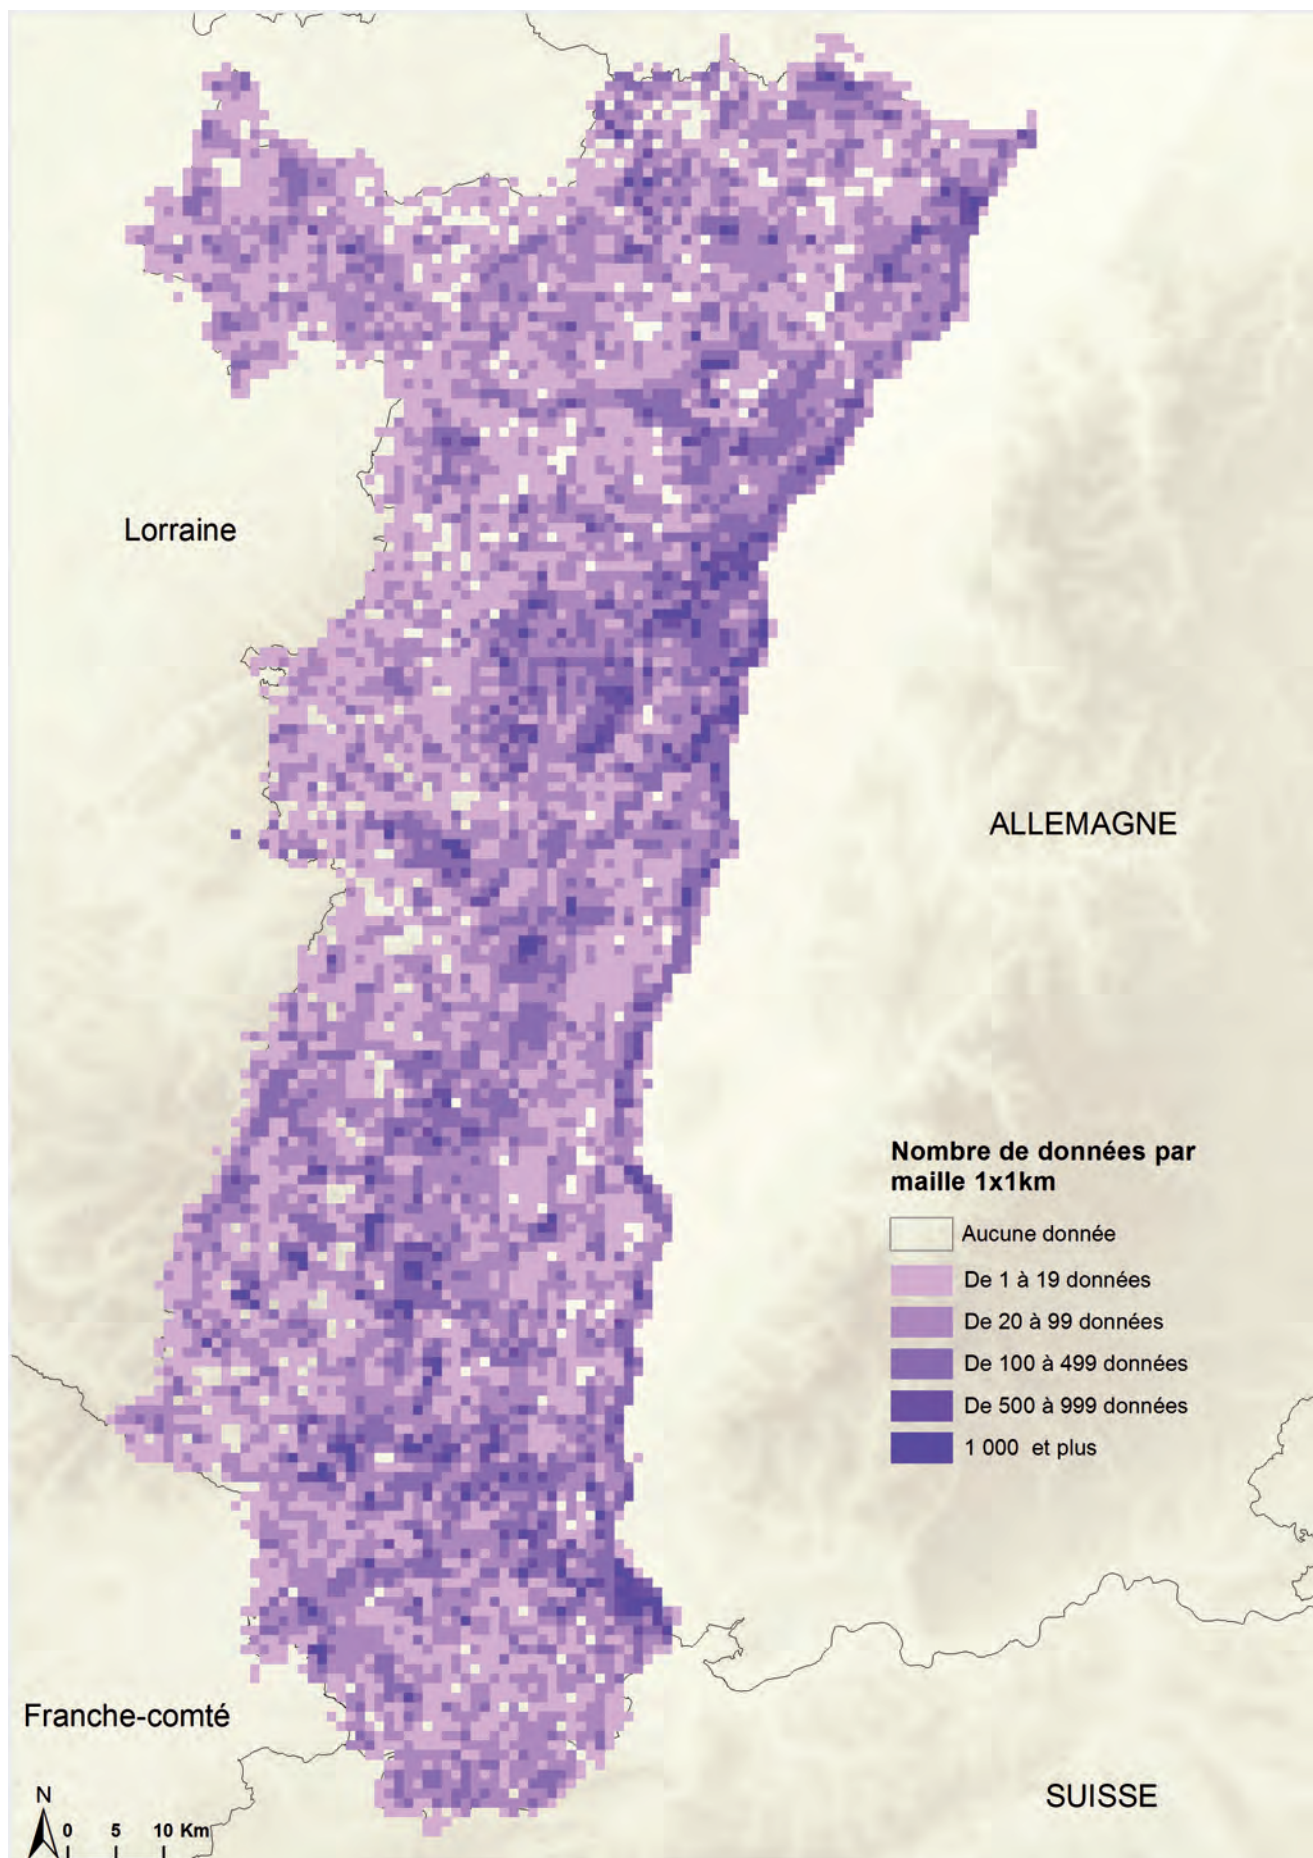 Lorraine
ALLEMAGNE
Nombre de données par
maille 1x1km
Aucune donnée
De 1 à 19 données
De 20 à 99 données
De 100 à 499 données
De 500 à 999 données
1 000 et plus
Franche-comté
SUISSE
N
0 5 10 Km